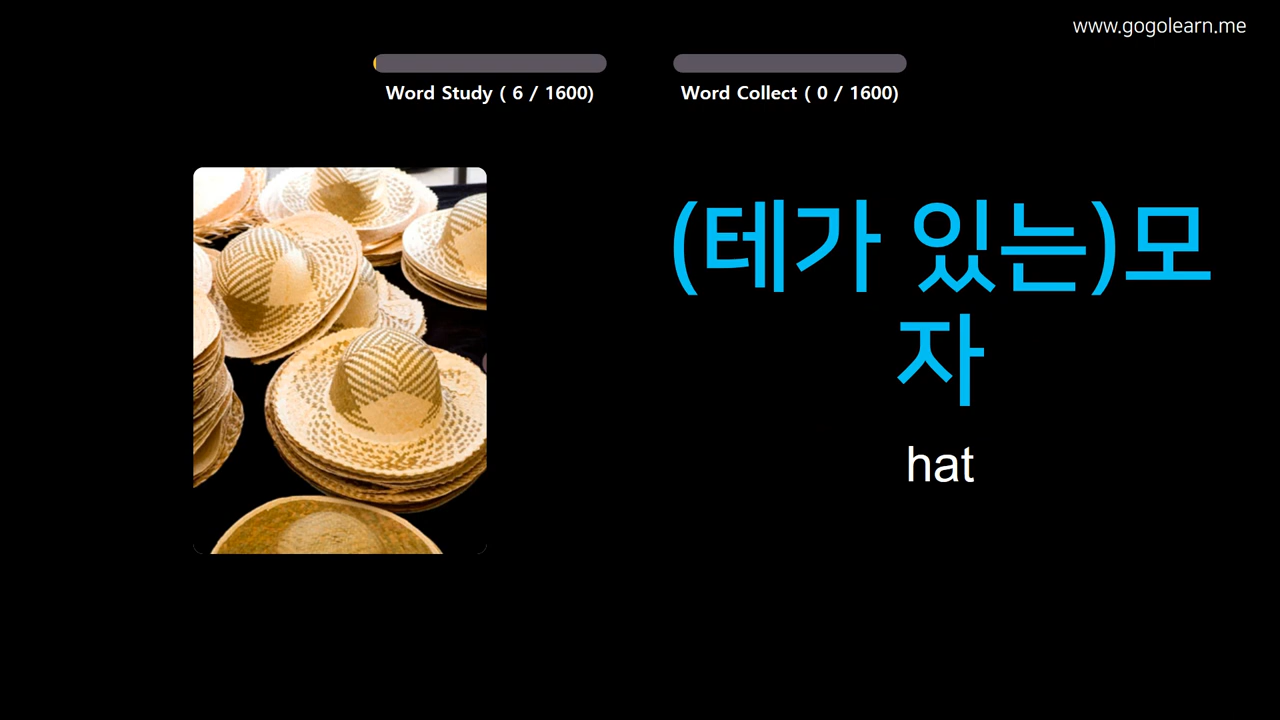 www.gogolearn.me
Word Study ( 6 / 1600)
Word Collect ( 0 / 1600)
(테가 있는)모
자
hat